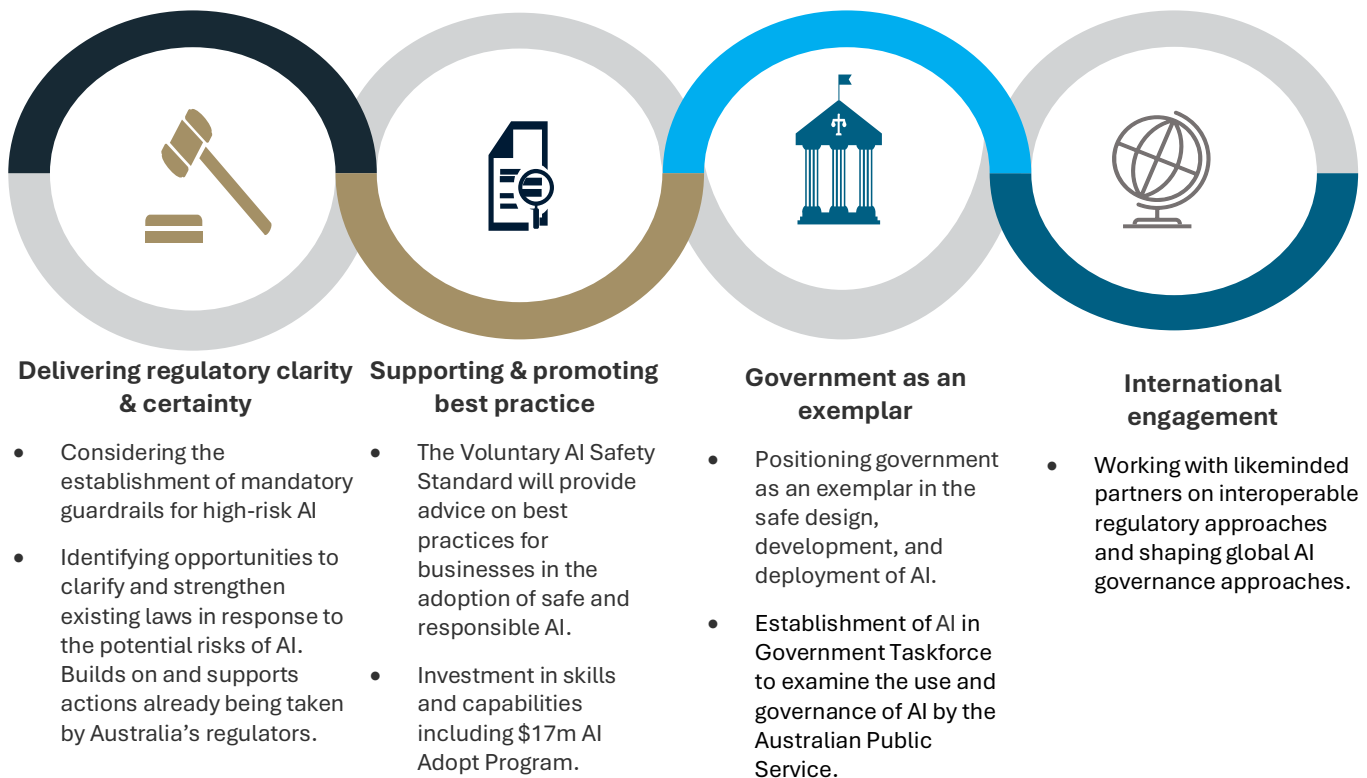 Delivering regulatory clarity
& certainty
• Considering the
establishment of mandatory
guardrails for high-risk AI
• Identifying opportunities to
clarify and strengthen
existing laws in response to
the potential risks of AI.
Builds on and supports
actions already being taken
by Australia’s regulators.
Supporting & promoting
best practice
• The Voluntary AI Safety
Standard will provide
advice on best
practices for
businesses in the
adoption of safe and
responsible AI.
• Investment in skills
and capabilities
including $17m AI
Adopt Program.
Government as an
exemplar
• Positioning government
as an exemplar in the
safe design,
development, and
deployment of AI.
• Establishment of AI in
Government Taskforce
to examine the use and
governance of AI by the
Australian Public
Service.
International
engagement
• Working with likeminded
partners on interoperable
regulatory approaches
and shaping global AI
governance approaches.